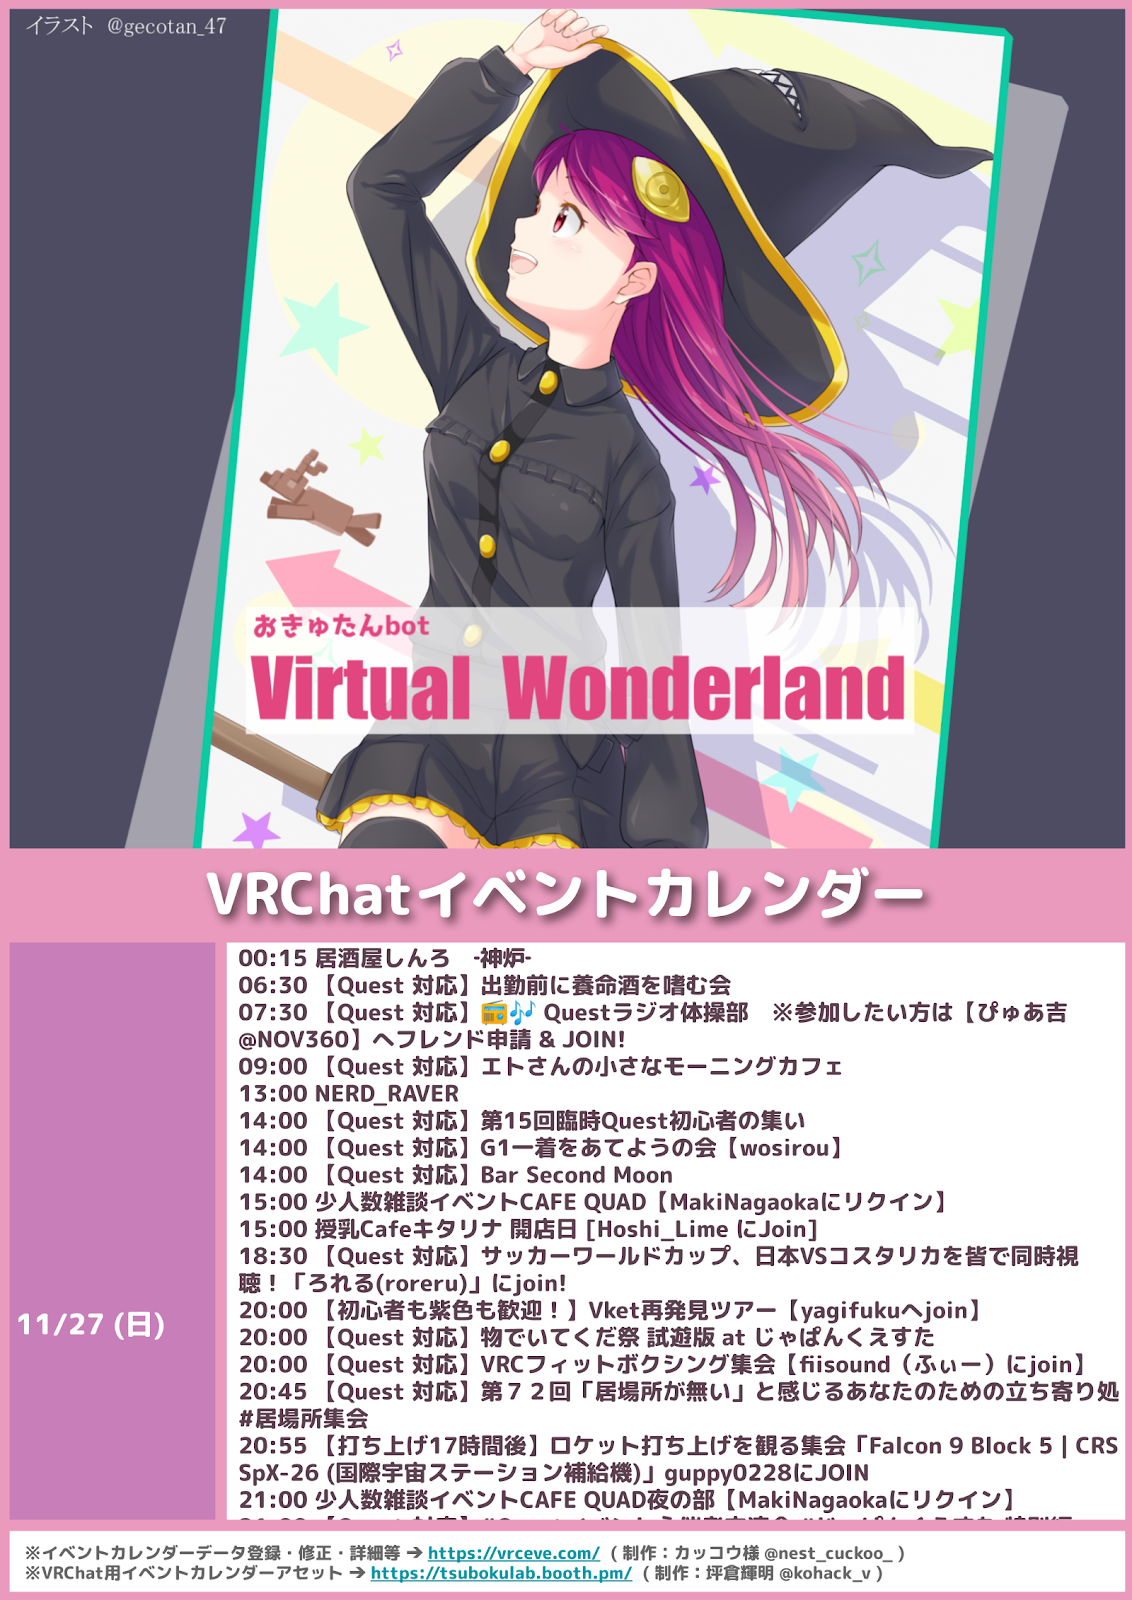 イラスト @gecotan_47
おきゅたんbot
Virtual Wonderland
VRChatイベントカレンダー
11/27 (日)
00:15 居酒屋しんろ　-神炉-
06:30 【Quest 対応】出勤前に養命酒を嗜む会
07:30 【Quest 対応】📻🎶 Questラジオ体操部　※参加したい方は【ぴゅあ吉
@NOV360】へフレンド申請 & JOIN!
09:00 【Quest 対応】エトさんの小さなモーニングカフェ
13:00 NERD_RAVER
14:00 【Quest 対応】第15回臨時Quest初心者の集い
14:00 【Quest 対応】G1一着をあてようの会【wosirou】
14:00 【Quest 対応】Bar Second Moon
15:00 少人数雑談イベントCAFE QUAD【MakiNagaokaにリクイン】
15:00 授乳Cafeキタリナ 開店日 [Hoshi_Lime にJoin]
18:30 【Quest 対応】サッカーワールドカップ、日本VSコスタリカを皆で同時視
聴！「ろれる(roreru)」にjoin!
20:00 【初心者も紫色も歓迎！】Vket再発見ツアー【yagifukuへjoin】
20:00 【Quest 対応】物でいてくだ祭 試遊版 at じゃぱんくえすた
20:00 【Quest 対応】VRCフィットボクシング集会【fiisound（ふぃー）にjoin】
20:45 【Quest 対応】第７２回「居場所が無い」と感じるあなたのための立ち寄り処
#居場所集会
20:55 【打ち上げ17時間後】ロケット打ち上げを観る集会「Falcon 9 Block 5 | CRS
SpX-26 (国際宇宙ステーション補給機)」guppy0228にJOIN
21:00 少人数雑談イベントCAFE QUAD夜の部【MakiNagaokaにリクイン】
※イベントカレンダーデータ登録・修正・詳細等 ➔ https://vrceve.com/ ( 制作：カッコウ様 @nest_cuckoo_ )
※VRChat用イベントカレンダーアセット ➔ https://tsubokulab.booth.pm/ ( 制作：坪倉輝明 @kohack_v )